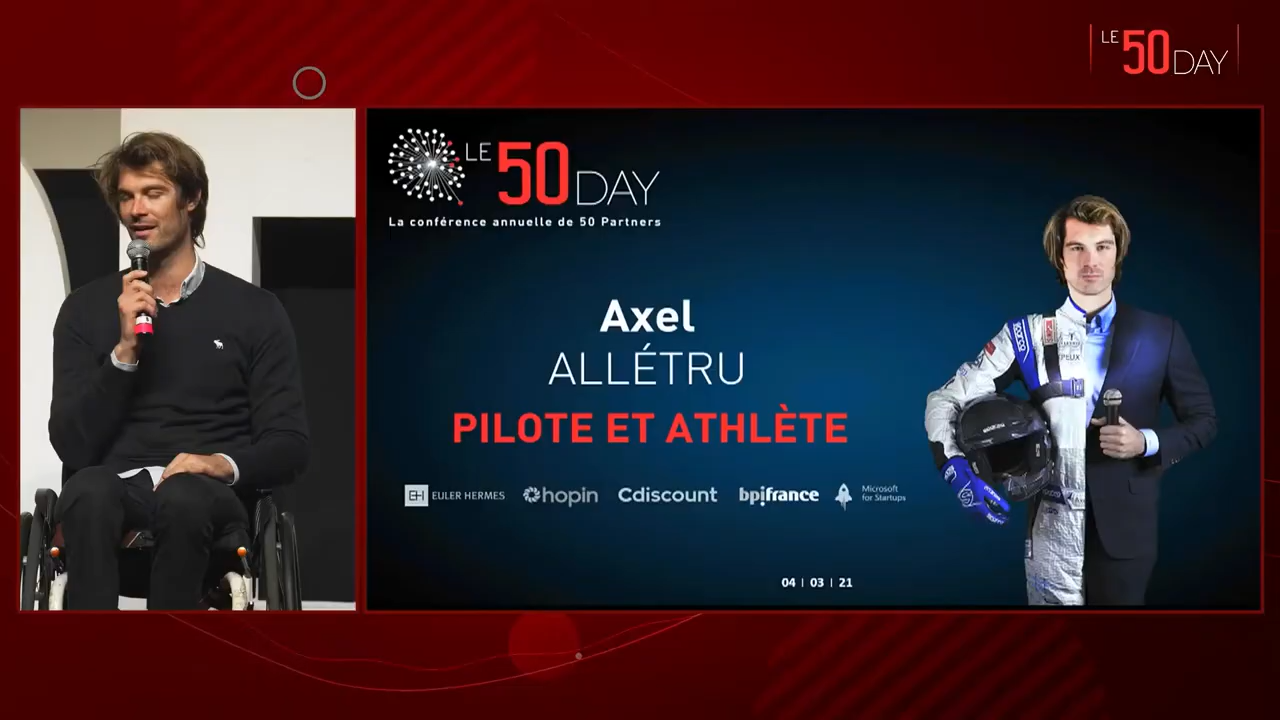 LE 50 DAY
LE 50 DAY
La conférence annuelle de 50 Partners
Axel
ALLÉTRU
PILOTE ET ATHLÈTE
EH EULER HERMES hopin Cdiscount bpifrance Microsoft for Startups
04 | 03 | 21